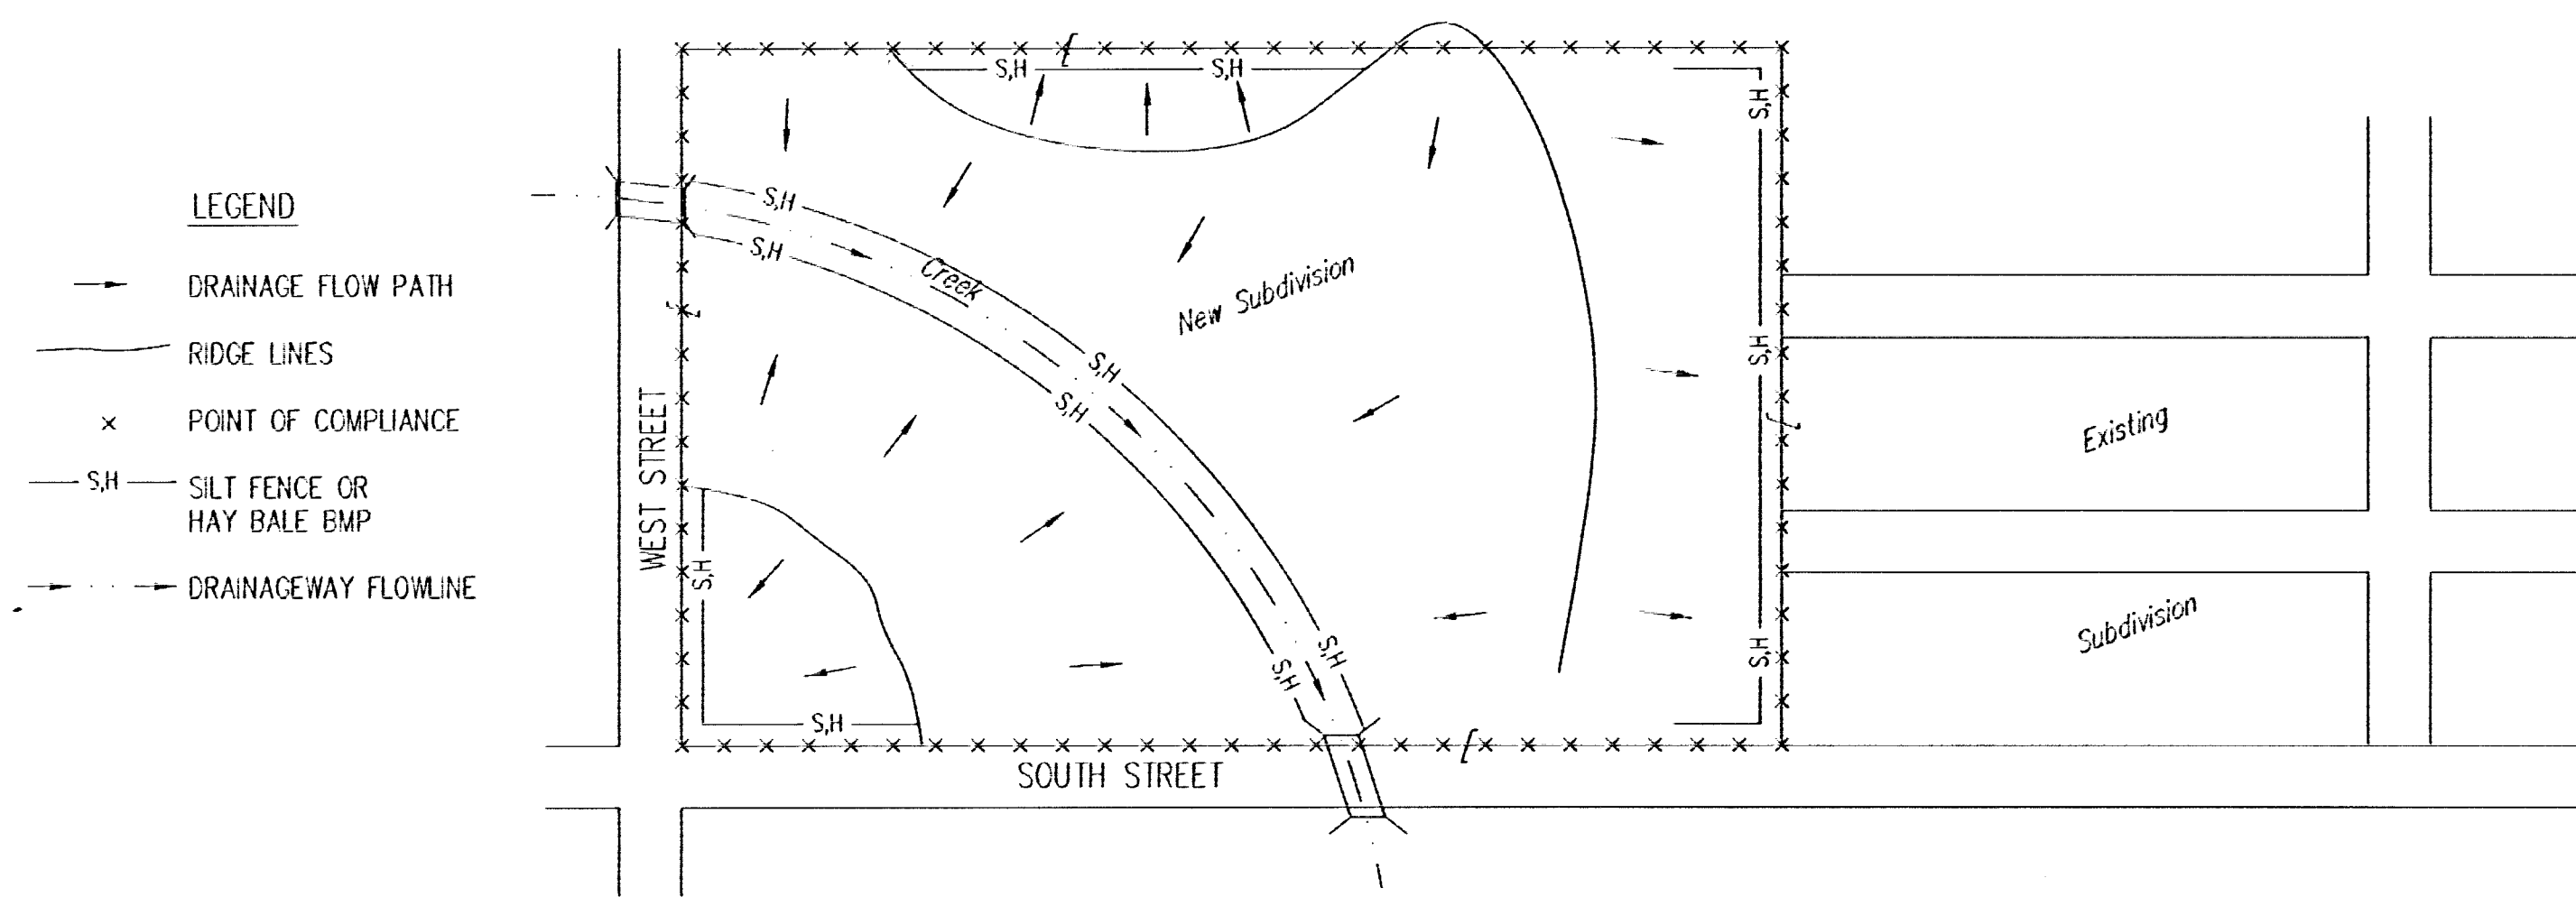 LEGEND
DRAINAGE FLOW PATH
RIDGE LINES
× POINT OF COMPLIANCE
S,H SILT FENCE OR
HAY BALE BMP
DRAINAGEWAY FLOWLINE
S,H
S,H
S,H
S,H
S,H
S,H
S,H
S,H
S,H
S,H
S,H
S,H
S,H
Creek
New Subdivision
WEST STREET
SOUTH STREET
Existing
Subdivision